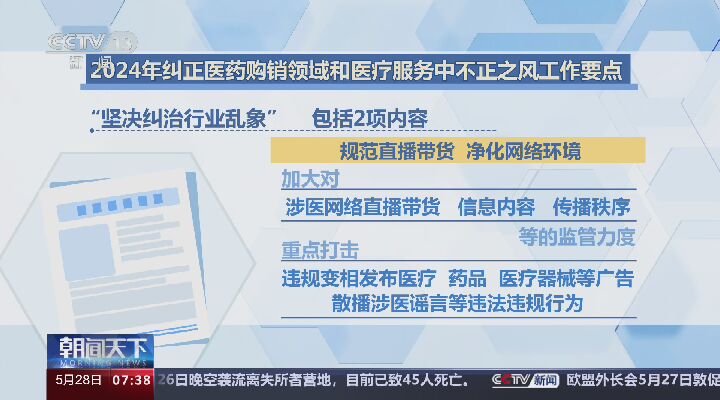 CCTV 13
新闻
2024年纠正医药购销领域和医疗服务中不正之风工作要点
“坚决纠治行业乱象” 包括2项内容
规范直播带货 净化网络环境
加大对
涉医网络直播带货 信息内容 传播秩序
等的监管力度
重点打击
违规变相发布医疗 药品 医疗器械等广告
散播涉医谣言等违法违规行为
朝闻天下
MORNING NEWS
5月28日 07:38 26日晚空袭流离失所者营地，目前已致45人死亡。 CCTV 新闻 欧盟外长会5月27日敦促